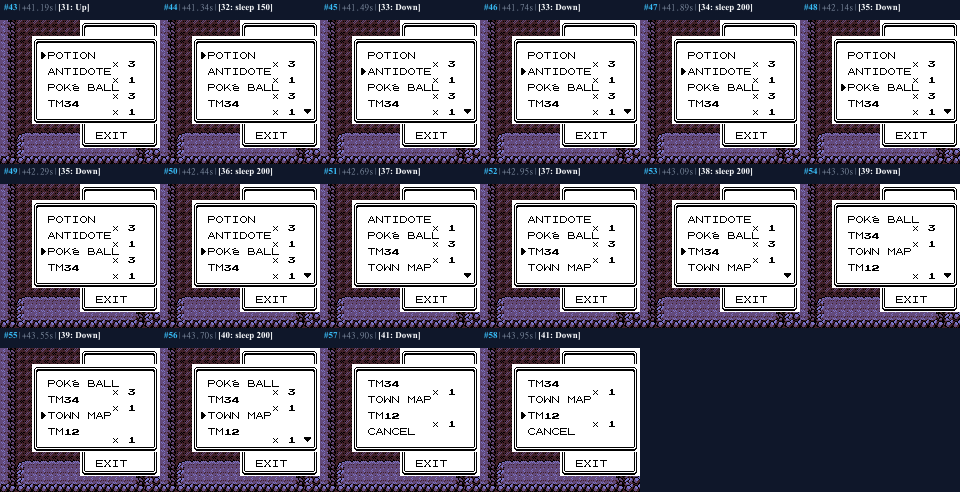 #43|+41.19s|[31: Up]
POTION
× 3
ANTIDOTE
× 1
POKé BALL
× 3
TM34
× 1
EXIT
#44|+41.34s|[32: sleep 150]
POTION
× 3
ANTIDOTE
× 1
POKé BALL
× 3
TM34
× 1
EXIT
#45|+41.49s|[33: Down]
POTION
× 3
ANTIDOTE
× 1
POKé BALL
× 3
TM34
× 1
EXIT
#46|+41.74s|[33: Down]
POTION
× 3
ANTIDOTE
× 1
POKé BALL
× 3
TM34
× 1
EXIT
#47|+41.89s|[34: sleep 200]
POTION
× 3
ANTIDOTE
× 1
POKé BALL
× 3
TM34
× 1
EXIT
#48|+42.14s|[35: Down]
POTION
× 3
ANTIDOTE
× 1
POKé BALL
× 3
TM34
× 1
EXIT
#49|+42.29s|[35: Down]
POTION
× 3
ANTIDOTE
× 1
POKé BALL
× 3
TM34
× 1
EXIT
#50|+42.44s|[36: sleep 200]
POTION
× 3
ANTIDOTE
× 1
POKé BALL
× 3
TM34
× 1
EXIT
#51|+42.69s|[37: Down]
ANTIDOTE
× 1
POKé BALL
× 3
TM34
× 1
TOWN MAP
EXIT
#52|+42.95s|[37: Down]
ANTIDOTE
× 1
POKé BALL
× 3
TM34
× 1
TOWN MAP
EXIT
#53|+43.09s|[38: sleep 200]
ANTIDOTE
× 1
POKé BALL
× 3
TM34
× 1
TOWN MAP
EXIT
#54|+43.30s|[39: Down]
POKé BALL
× 3
TM34
× 1
TOWN MAP
TM12
× 1
EXIT
#55|+43.55s|[39: Down]
POKé BALL
× 3
TM34
× 1
TOWN MAP
TM12
× 1
EXIT
#56|+43.70s|[40: sleep 200]
POKé BALL
× 3
TM34
× 1
TOWN MAP
TM12
× 1
EXIT
#57|+43.90s|[41: Down]
TM34
× 1
TOWN MAP
TM12
× 1
CANCEL
EXIT
#58|+43.95s|[41: Down]
TM34
× 1
TOWN MAP
TM12
× 1
CANCEL
EXIT